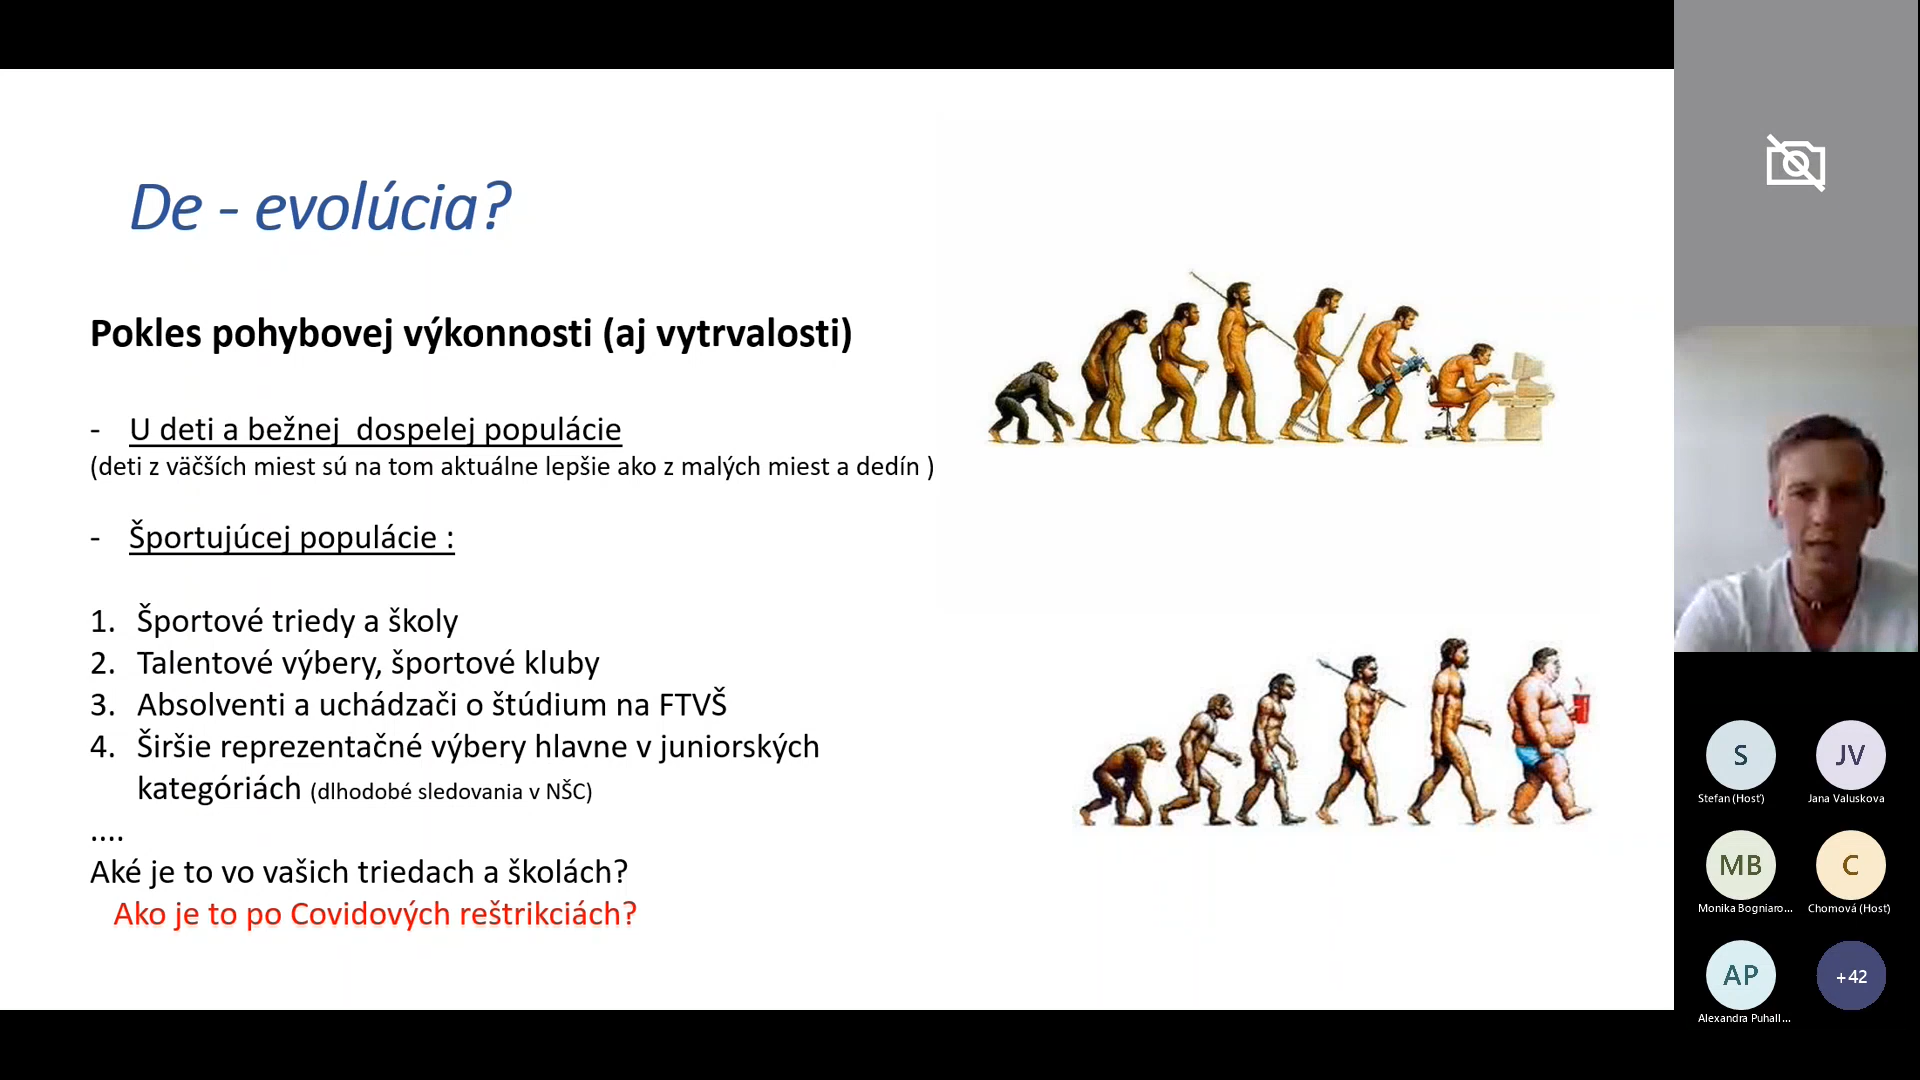 De - evolúcia?
Pokles pohybovej výkonnosti (aj vytrvalosti)
- U deti a bežnej  dospelej populácie
(deti z väčších miest sú na tom aktuálne lepšie ako z malých miest a dedín )
- Športujúcej populácie :
1. Športové triedy a školy
2. Talentové výbery, športové kluby
3. Absolventi a uchádzači o štúdium na FTVŠ
4. Širšie reprezentačné výbery hlavne v juniorských
kategóriách (dlhodobé sledovania v NŠC)
....
Aké je to vo vašich triedach a školách?
Ako je to po Covidových reštrikciách?
S
Stefan (Hosť)
JV
Jana Valuskova
MB
Monika Bogniaro...
C
Chomová (Hosť)
AP
Alexandra Puhall...
+42